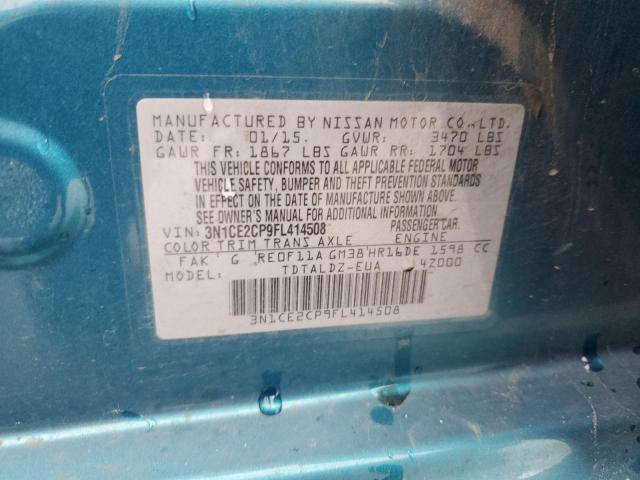 MANUFACTURED BY NISSAN MOTOR CO.,LTD.
DATE: 01/15. GVWR: 3470 LBS
GAWR FR: 1867 LBS GAWR RR: 1704 LBS
THIS VEHICLE CONFORMS TO ALL APPLICABLE FEDERAL MOTOR
VEHICLE SAFETY, BUMPER AND THEFT PREVENTION STANDARDS
IN EFFECT ON THE DATE OF MANUFACTURE SHOWN ABOVE.
SEE OWNER'S MANUAL FOR ADDITIONAL INFORMATION
VIN: 3N1CE2CP9FL414508 PASSENGER CAR
COLOR TRIM TRANS AXLE ENGINE
FAK G RE0F11A GM38 HR16DE 1598 CC
MODEL: TDTALDZ-EUA 42000
3N1CE2CP9FL414508